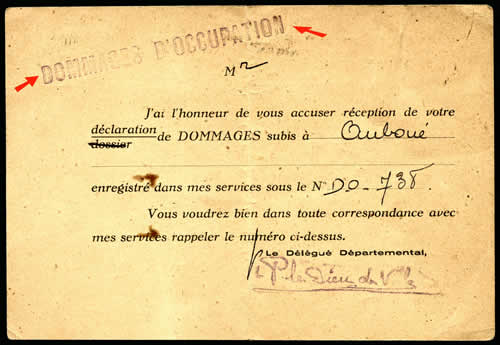 DOMMAGES D'OCCUPATION
Mr
J'ai l'honneur de vous accuser réception de votre
déclaration
dossier de DOMMAGES subis à Auboué
enregistré dans mes services sous le N° DO-738.
Vous voudrez bien dans toute correspondance avec
mes services rappeler le numéro ci-dessus.
Le Délégué Départemental,